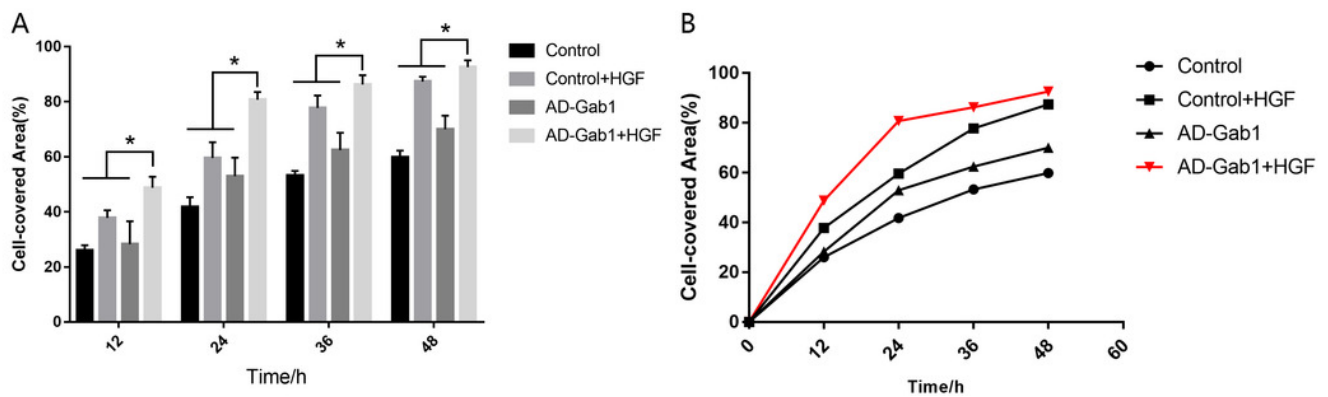 A
Cell-covered Area(%)
100
80
60
40
20
0
*
*
*
*
12
24
36
48
Time/h
Control
Control+HGF
AD-Gab1
AD-Gab1+HGF
B
Cell-covered Area(%)
100
80
60
40
20
0
0
12
24
36
48
60
Time/h
Control
Control+HGF
AD-Gab1
AD-Gab1+HGF